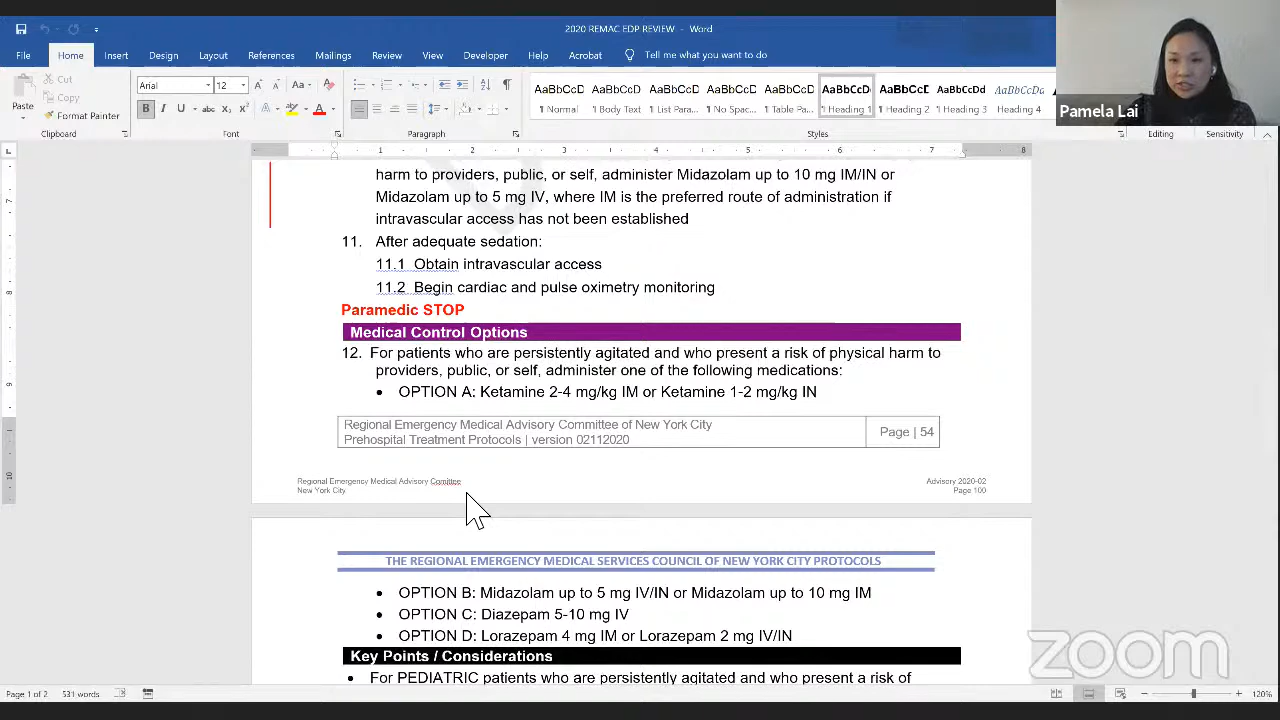 2020 REMAC EDP REVIEW - Word
File Home Insert Design Layout References Mailings Review View Developer Help Acrobat Tell me what you want to do
Pamela Lai
Paste
Cut
Copy
Format Painter
Arial 12
AaBbCcD AaBbCcD AaBbCcD AaBbCcD AaBbCcD AaBbCcD AaBbCcD AaBbCcD AaBbCcDa
¶ Normal ¶ Body Text ¶ List Para... ¶ No Spac... ¶ Table Pa... ¶ Heading 1 ¶ Heading 2 ¶ Heading 3 ¶ Heading 4
Clipboard Font Paragraph Styles Editing Sensitivity
1 2 3 4 5 6 7 8
harm to providers, public, or self, administer Midazolam up to 10 mg IM/IN or
Midazolam up to 5 mg IV, where IM is the preferred route of administration if
intravascular access has not been established
11. After adequate sedation:
11.1 Obtain intravascular access
11.2 Begin cardiac and pulse oximetry monitoring
Paramedic STOP
Medical Control Options
12. For patients who are persistently agitated and who present a risk of physical harm to
providers, public, or self, administer one of the following medications:
• OPTION A: Ketamine 2-4 mg/kg IM or Ketamine 1-2 mg/kg IN
Regional Emergency Medical Advisory Committee of New York City
Prehospital Treatment Protocols | version 02112020
Page | 54
Regional Emergency Medical Advisory Comittee
New York City
Advisory 2020-02
Page 100
THE REGIONAL EMERGENCY MEDICAL SERVICES COUNCIL OF NEW YORK CITY PROTOCOLS
• OPTION B: Midazolam up to 5 mg IV/IN or Midazolam up to 10 mg IM
• OPTION C: Diazepam 5-10 mg IV
• OPTION D: Lorazepam 4 mg IM or Lorazepam 2 mg IV/IN
Key Points / Considerations
• For PEDIATRIC patients who are persistently agitated and who present a risk of
zoom
Page 1 of 2 531 words
120%